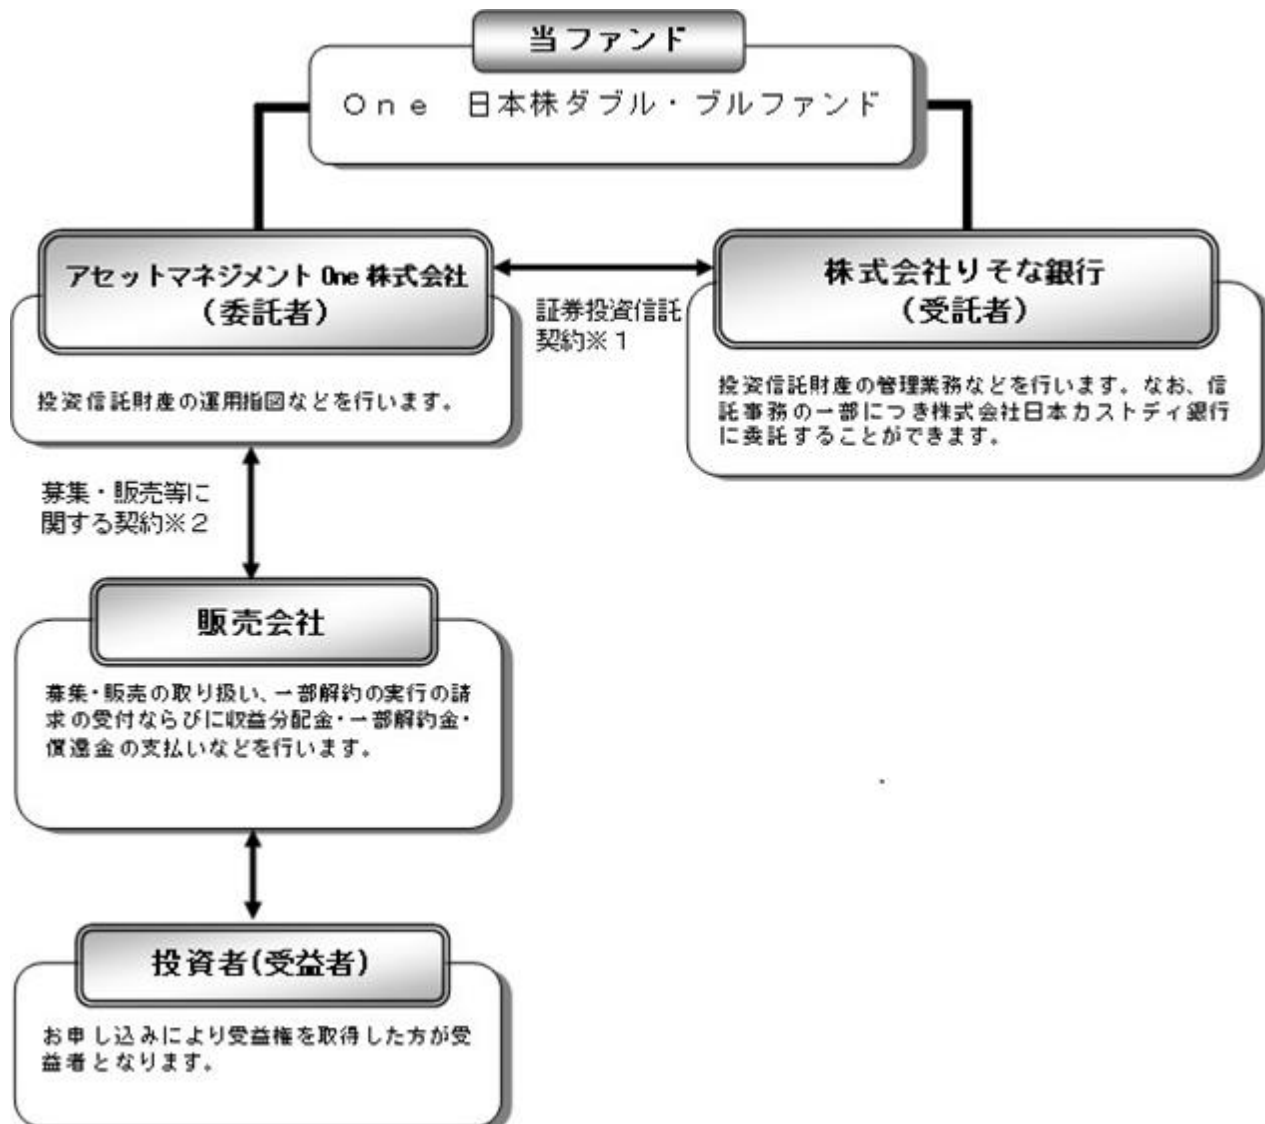 当ファンド
Ｏｎｅ　日本株ダブル・ブルファンド
アセットマネジメント One 株式会社
（委託者）
投資信託財産の運用指図などを行います。
証券投資信託
契約※１
株式会社りそな銀行
（受託者）
投資信託財産の管理業務などを行います。なお、信
託事務の一部につき株式会社日本カストディ銀行
に委託することができます。
募集・販売等に
関する契約※２
販売会社
募集・販売の取り扱い、一部解約の実行の請
求の受付ならびに収益分配金・一部解約金・
償還金の支払いなどを行います。
投資者(受益者)
お申し込みにより受益権を取得した方が受
益者となります。